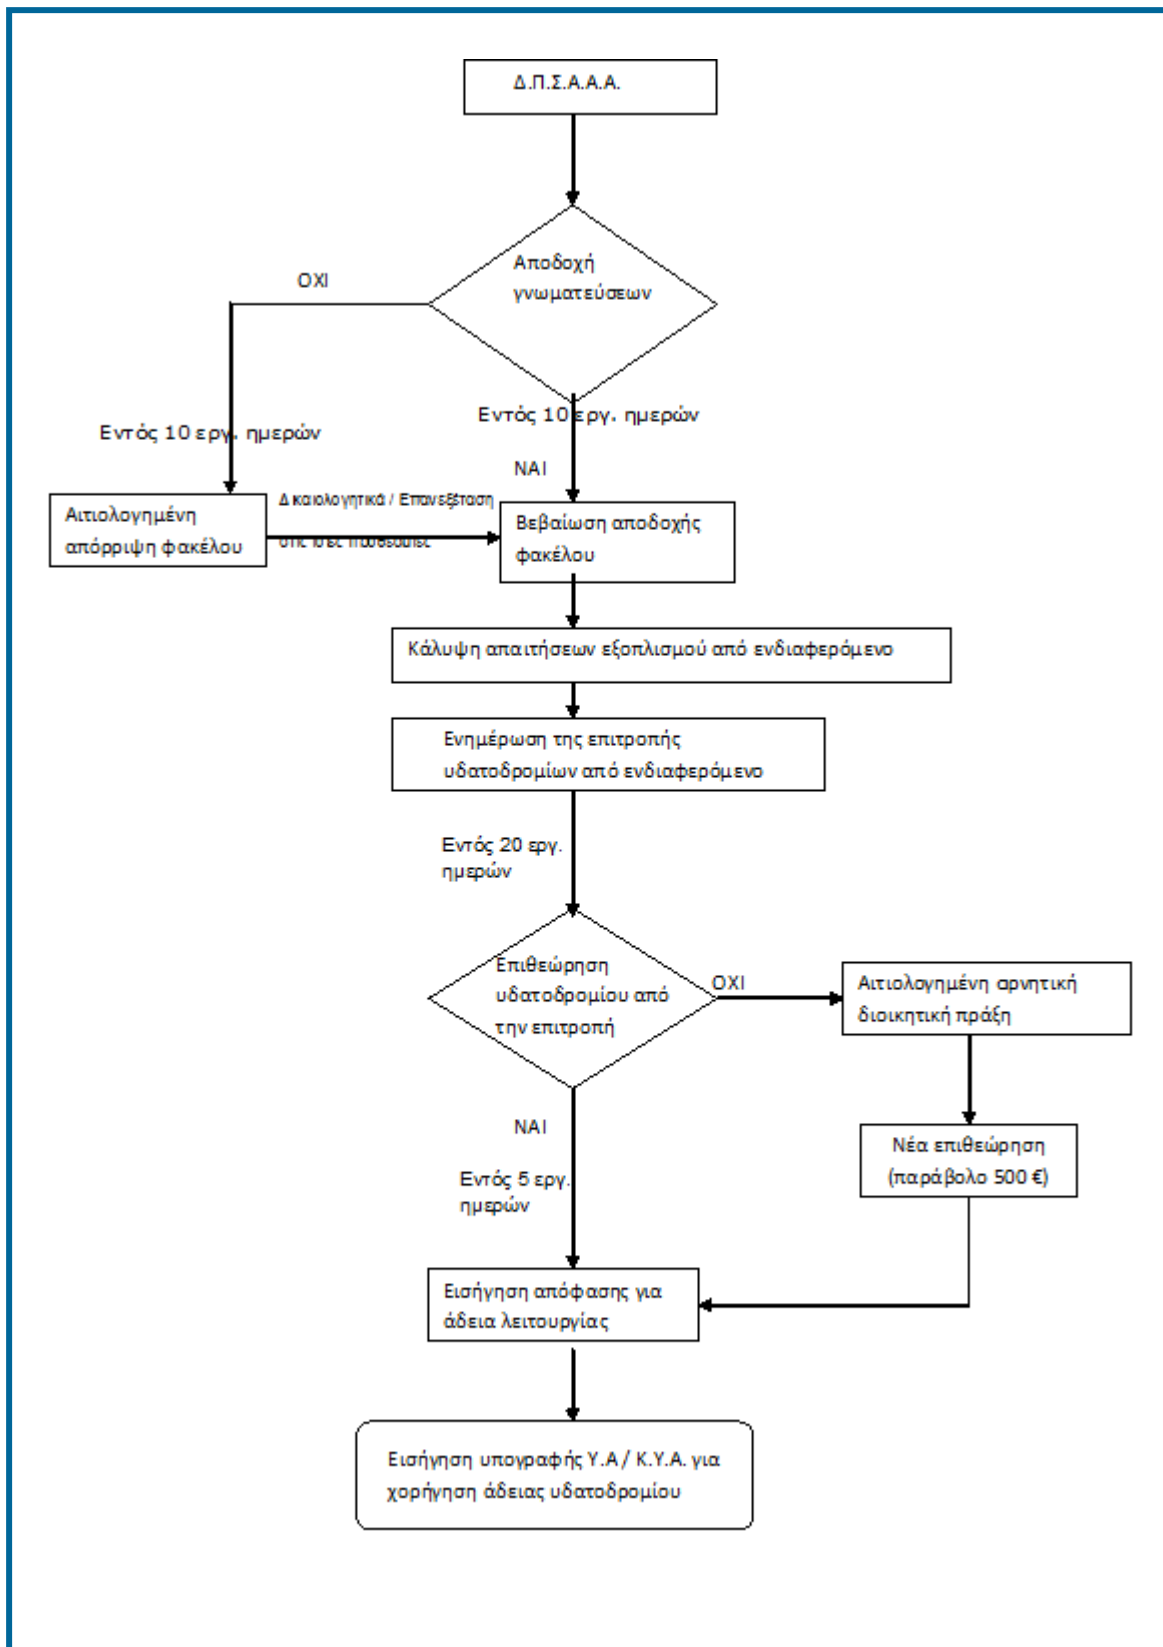 Δ.Π.Σ.Α.Α.Α.
Αποδοχή
γνωματεύσεων
ΟΧΙ
Εντός 10 εργ. ημερών
Εντός 10 εργ. ημερών
ΝΑΙ
Αιτιολογημένη
απόρριψη φακέλου
Δικαιολογητικά / Επανεξέταση
Βεβαίωση αποδοχής
φακέλου
Κάλυψη απαιτήσεων εξοπλισμού από ενδιαφερόμενο
Ενημέρωση της επιτροπής
υδατοδρομίων από ενδιαφερόμενο
Εντός 20 εργ.
ημερών
Επιθεώρηση
υδατοδρομίου από
την επιτροπή
ΟΧΙ
Αιτιολογημένη αρνητική
διοικητική πράξη
ΝΑΙ
Νέα επιθεώρηση
(παράβολο 500 €)
Εντός 5 εργ.
ημερών
Εισήγηση απόφασης για
άδεια λειτουργίας
Εισήγηση υπογραφής Υ.Α / Κ.Υ.Α. για
χορήγηση άδειας υδατοδρομίου